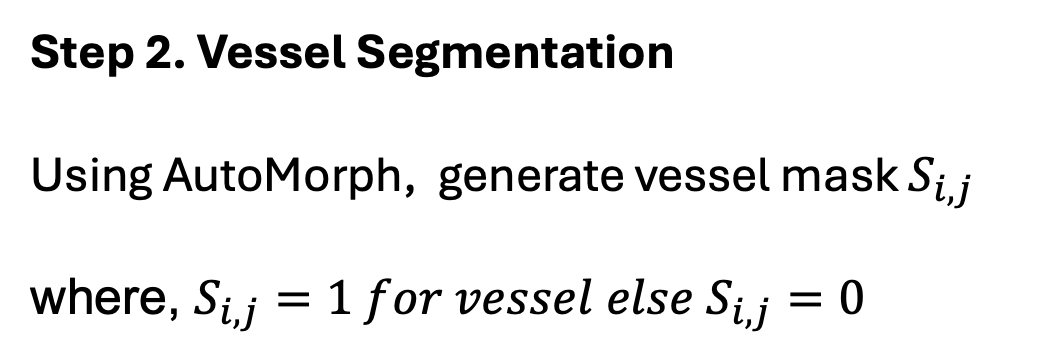 Step 2. Vessel Segmentation
Using AutoMorph, generate vessel mask S_{i,j}
where, S_{i,j} = 1 for vessel else S_{i,j} = 0